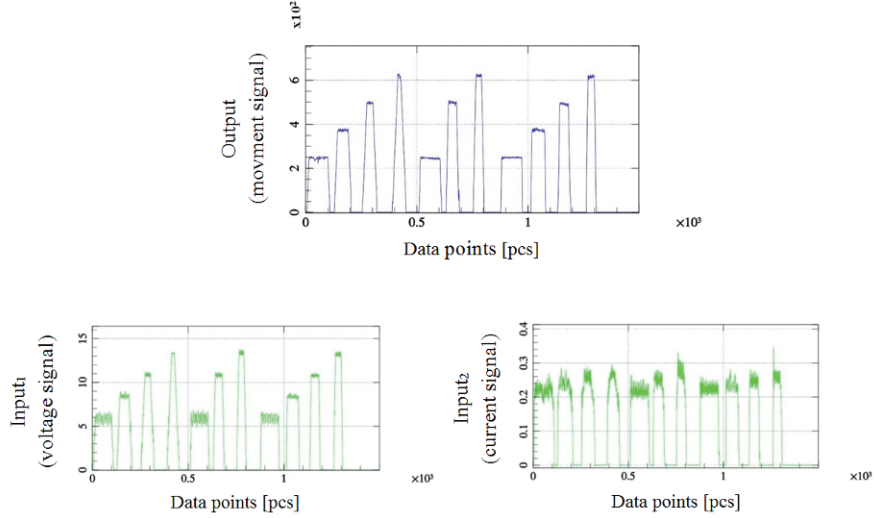 ×10²
Output
(movment signal)
6
4
2
0
0 0.5 1
×10³
Data points [pcs]
Input₁
(voltage signal)
15
10
5
0
0 0.5 1
×10³
Data points [pcs]
Input₂
(current signal)
0.4
0.3
0.2
0.1
0
0 0.5 1
×10³
Data points [pcs]